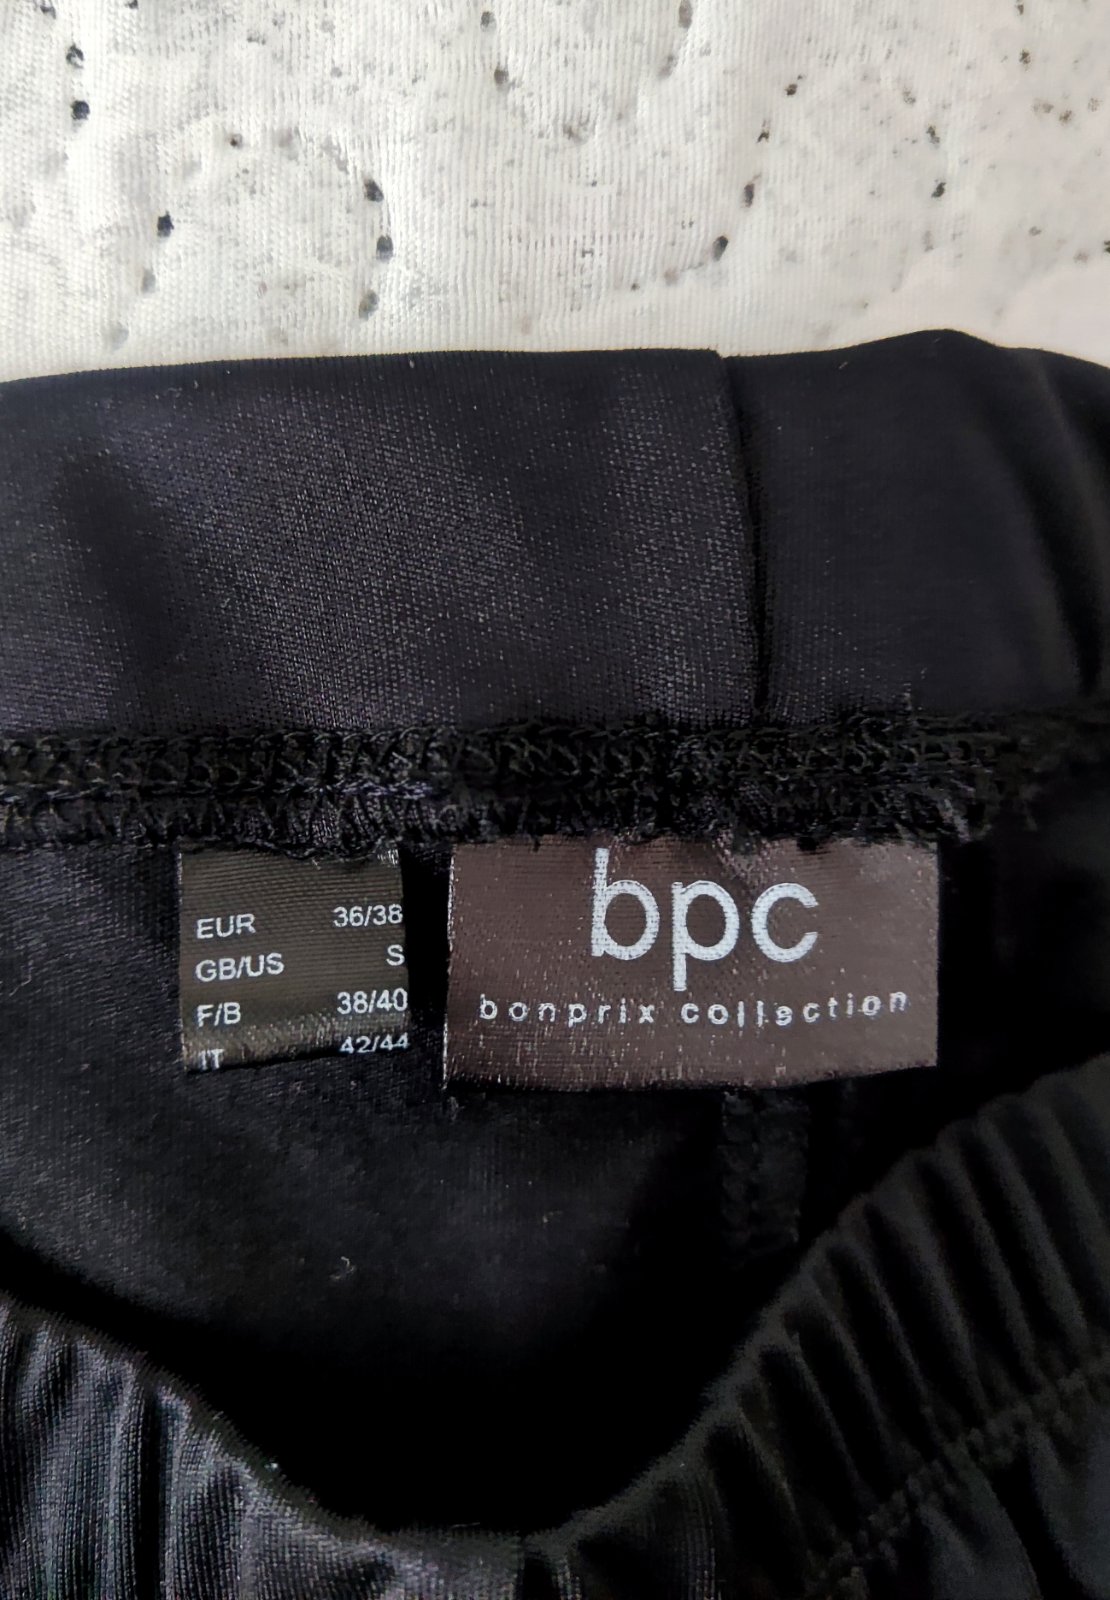 EUR 36/38
GB/US S
F/B 38/40
IT 42/44
bpc
bonprix collection